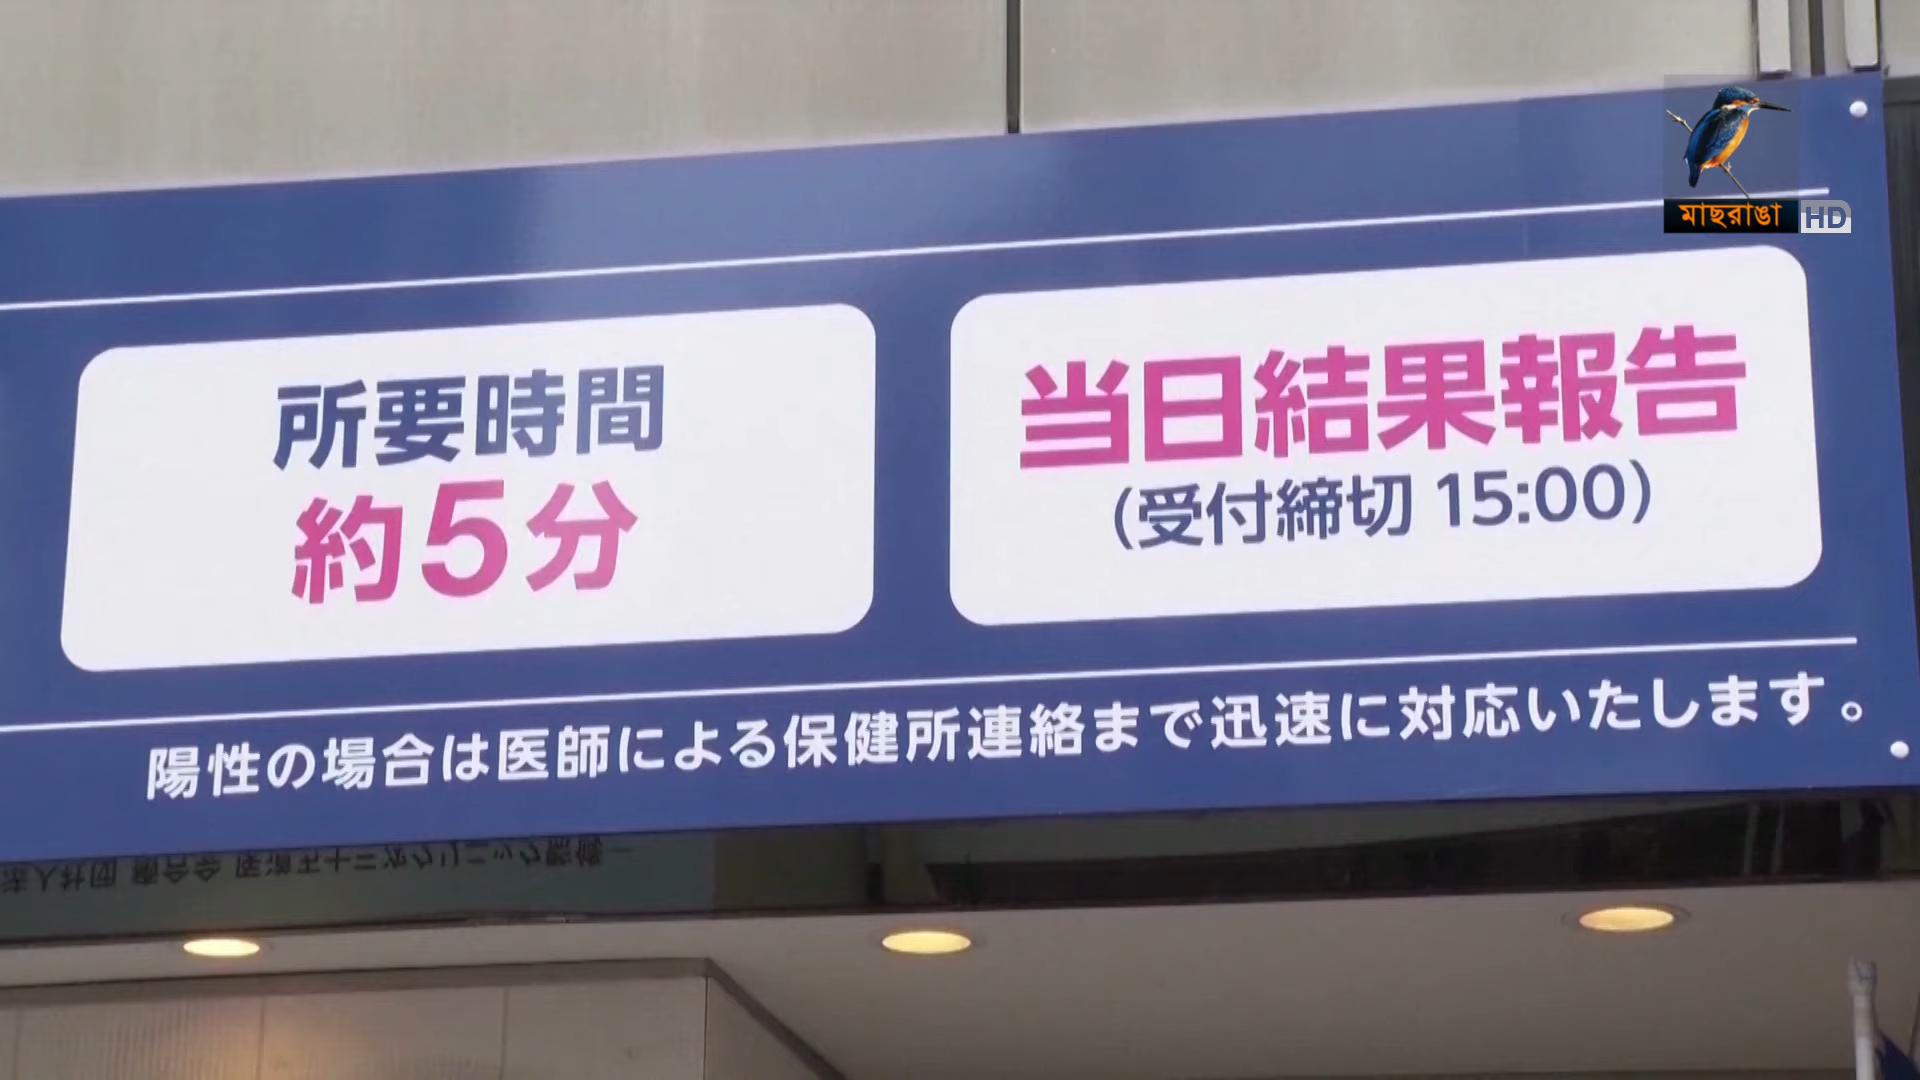 মাছরাঙা HD
所要時間
約5分
当日結果報告
(受付締切 15:00)
陽性の場合は医師による保健所連絡まで迅速に対応いたします。